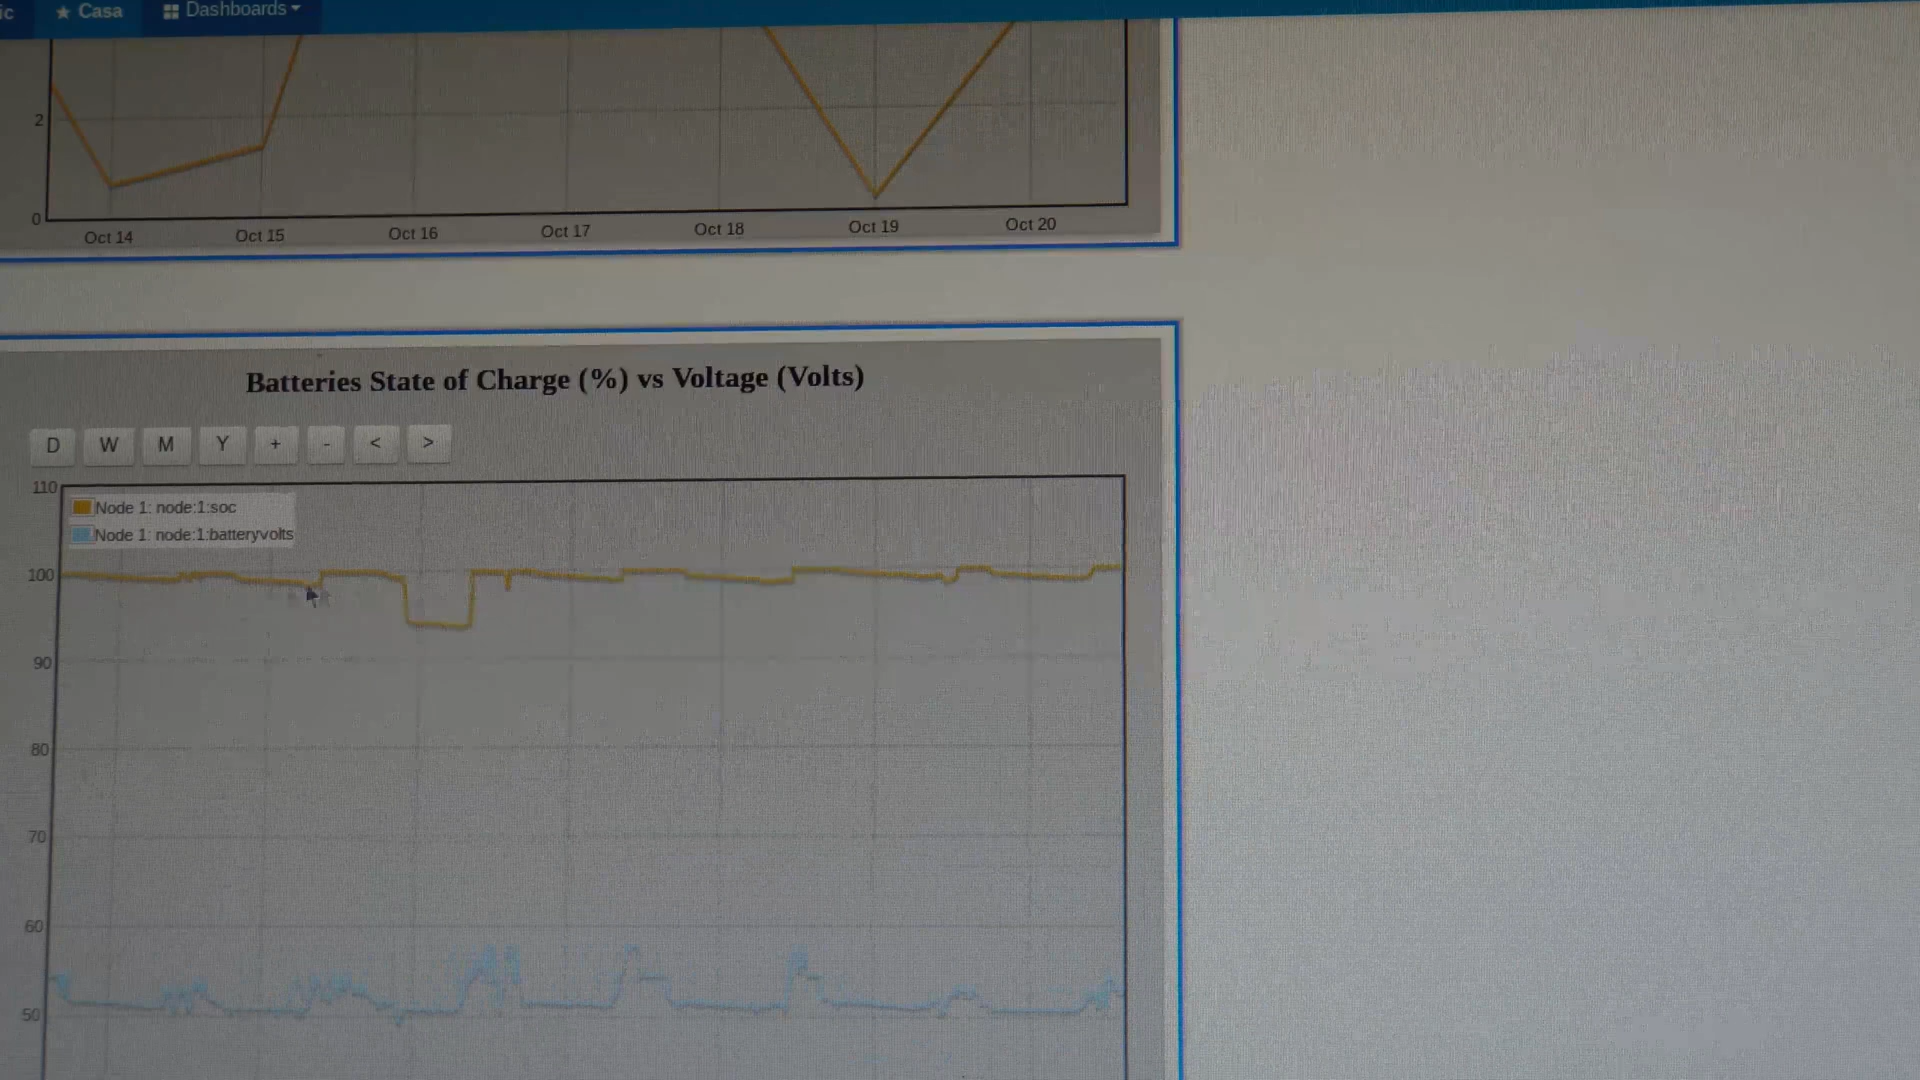 ic Casa Dashboards
2
0
Oct 14 Oct 15 Oct 16 Oct 17 Oct 18 Oct 19 Oct 20
Batteries State of Charge (%) vs Voltage (Volts)
D W M Y + - < >
110
Node 1: node:1:soc
Node 1: node:1:batteryvolts
100
90
80
70
60
50